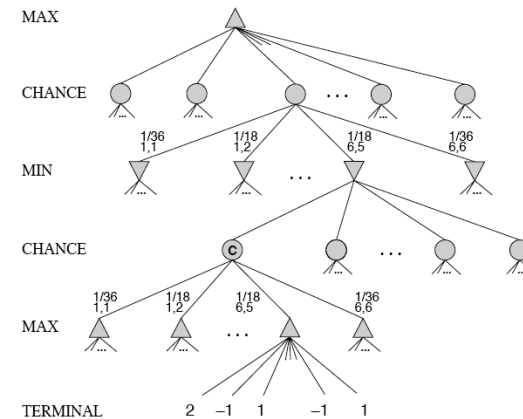 MAX
CHANCE
...
... ... ... ... ...
1/36 1/18 1/18 1/36
1,1 1,2 6,5 6,6
MIN
...
... ... ...
CHANCE
C
...
... ... ...
1/36 1/18 1/18 1/36
1,1 1,2 6,5 6,6
MAX
...
... ... ...
TERMINAL 2 −1 1 −1 1